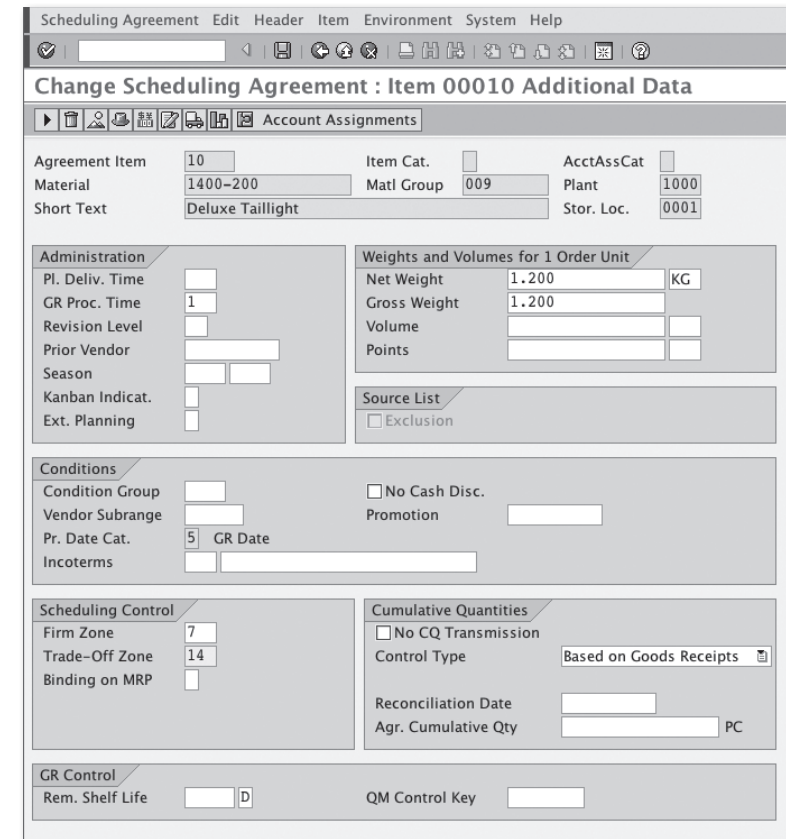 Scheduling Agreement Edit Header Item Environment System Help
Change Scheduling Agreement : Item 00010 Additional Data
Account Assignments
Agreement Item 10 Item Cat. AcctAssCat
Material 1400-200 Matl Group 009 Plant 1000
Short Text Deluxe Taillight Stor. Loc. 0001
Administration Weights and Volumes for 1 Order Unit
Pl. Deliv. Time Net Weight 1.200 KG
GR Proc. Time 1 Gross Weight 1.200
Revision Level Volume
Prior Vendor Points
Season
Kanban Indicat. Source List
Ext. Planning Exclusion
Conditions
Condition Group No Cash Disc.
Vendor Subrange Promotion
Pr. Date Cat. 5 GR Date
Incoterms
Scheduling Control Cumulative Quantities
Firm Zone 7 No CQ Transmission
Trade-Off Zone 14 Control Type Based on Goods Receipts
Binding on MRP
Reconciliation Date
Agr. Cumulative Qty PC
GR Control
Rem. Shelf Life D QM Control Key